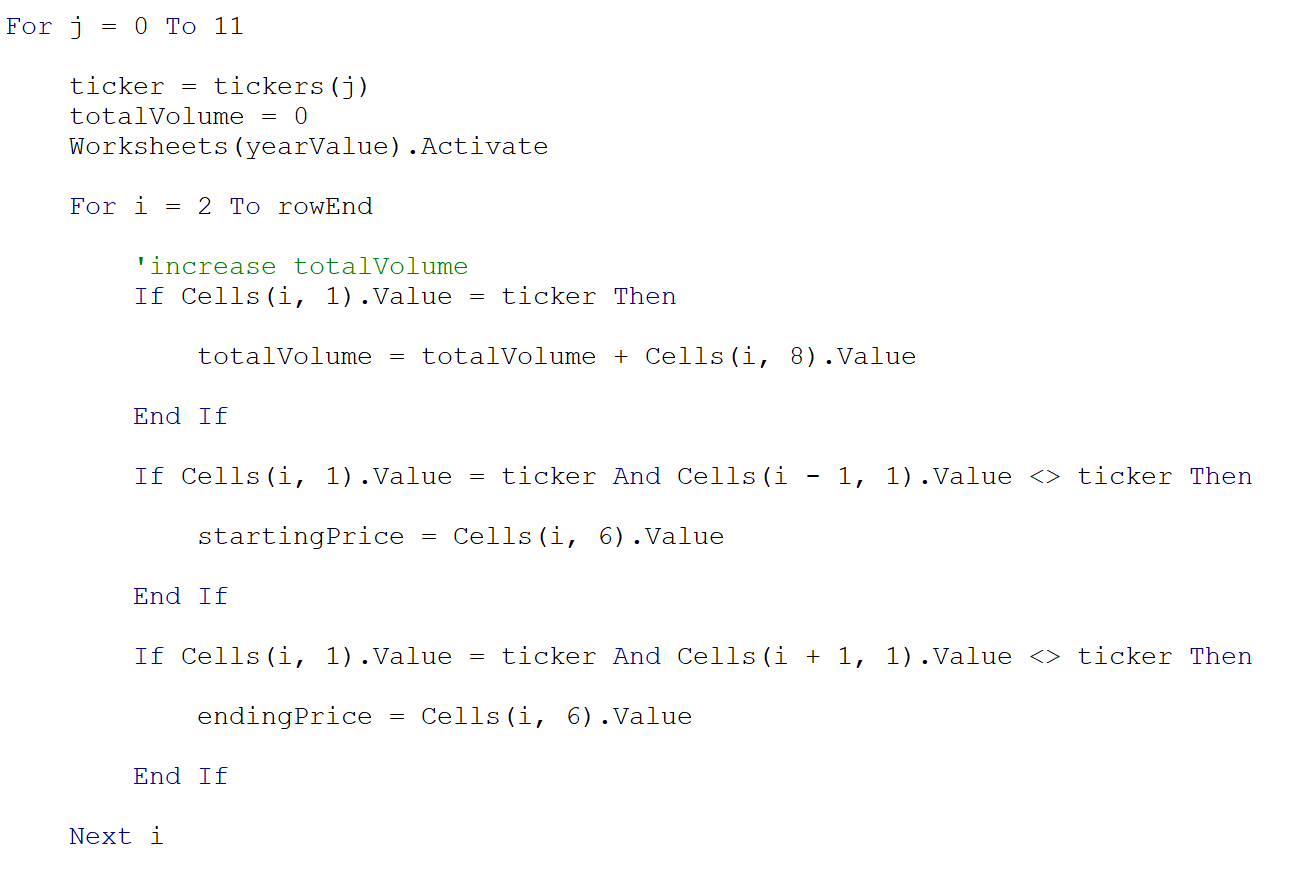 For j = 0 To 11
ticker = tickers(j)
totalVolume = 0
Worksheets(yearValue).Activate
For i = 2 To rowEnd
'increase totalVolume
If Cells(i, 1).Value = ticker Then
totalVolume = totalVolume + Cells(i, 8).Value
End If
If Cells(i, 1).Value = ticker And Cells(i - 1, 1).Value <> ticker Then
startingPrice = Cells(i, 6).Value
End If
If Cells(i, 1).Value = ticker And Cells(i + 1, 1).Value <> ticker Then
endingPrice = Cells(i, 6).Value
End If
Next i